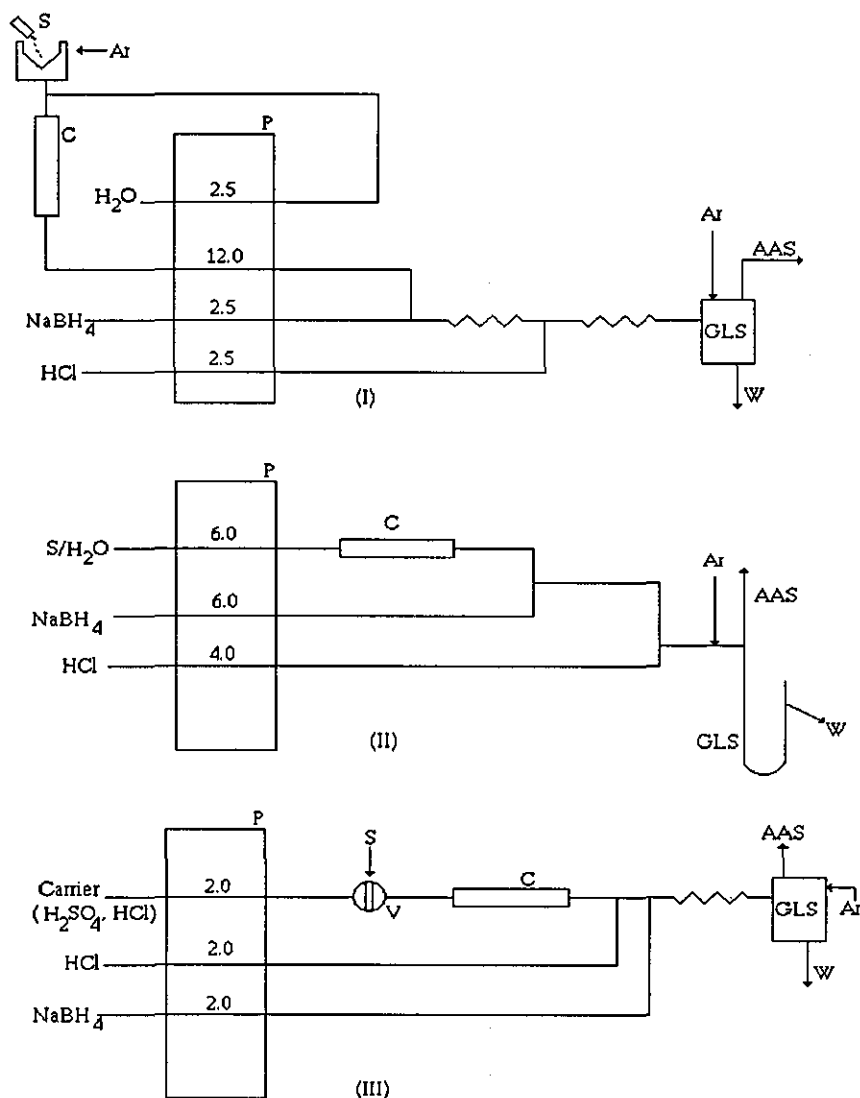 S
Ar
C
P
H₂O
2.5
12.0
Ar
AAS
NaBH₄
2.5
GLS
HCl
2.5
W
(I)
P
S/H₂O
6.0
C
Ar
AAS
NaBH₄
6.0
HCl
4.0
GLS
W
(II)
P
S
AAS
Carrier
(H₂SO₄, HCl)
2.0
V
C
GLS
Ar
HCl
2.0
W
NaBH₄
2.0
(III)